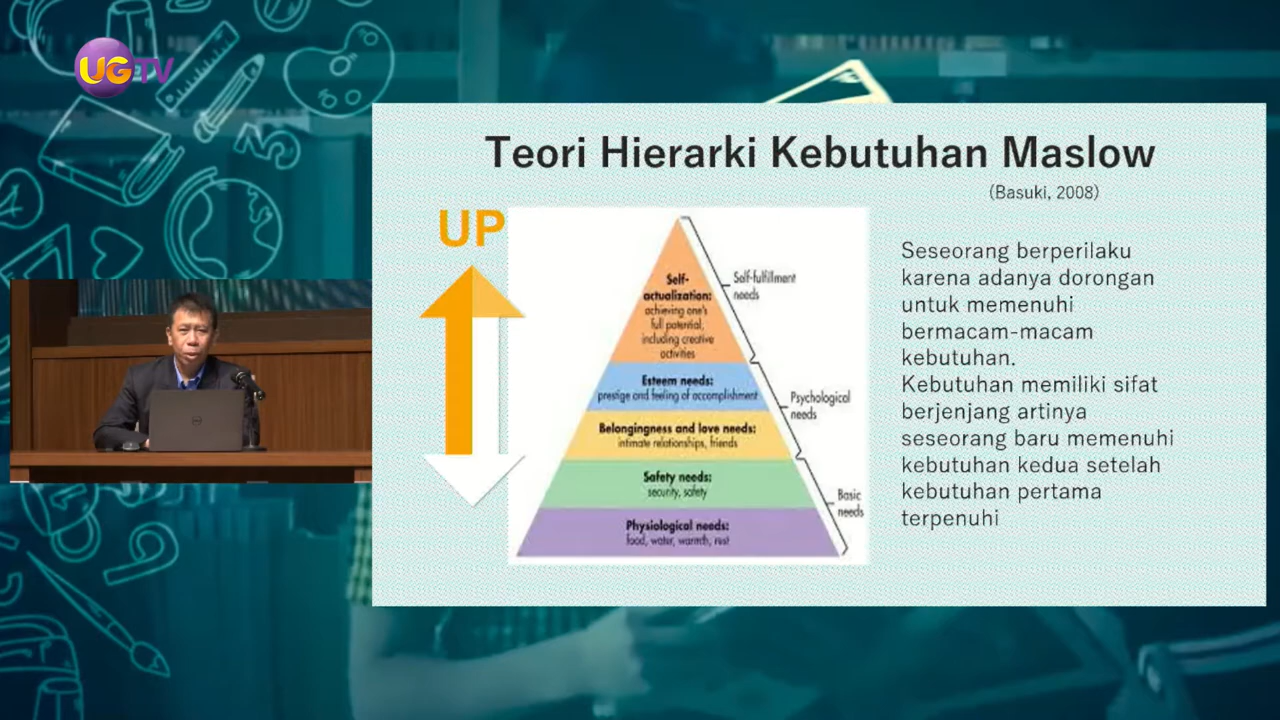 UGTV
Teori Hierarki Kebutuhan Maslow
(Basuki, 2008)
UP
Self-
actualization:
achieving one's
full potential,
including creative
activities
Self-fulfillment
needs
Esteem needs:
prestige and feeling of accomplishment
Psychological
needs
Belongingness and love needs:
intimate relationships, friends
Safety needs:
security, safety
Basic
needs
Physiological needs:
food, water, warmth, rest
Seseorang berperilaku
karena adanya dorongan
untuk memenuhi
bermacam-macam
kebutuhan.
Kebutuhan memiliki sifat
berjenjang artinya
seseorang baru memenuhi
kebutuhan kedua setelah
kebutuhan pertama
terpenuhi